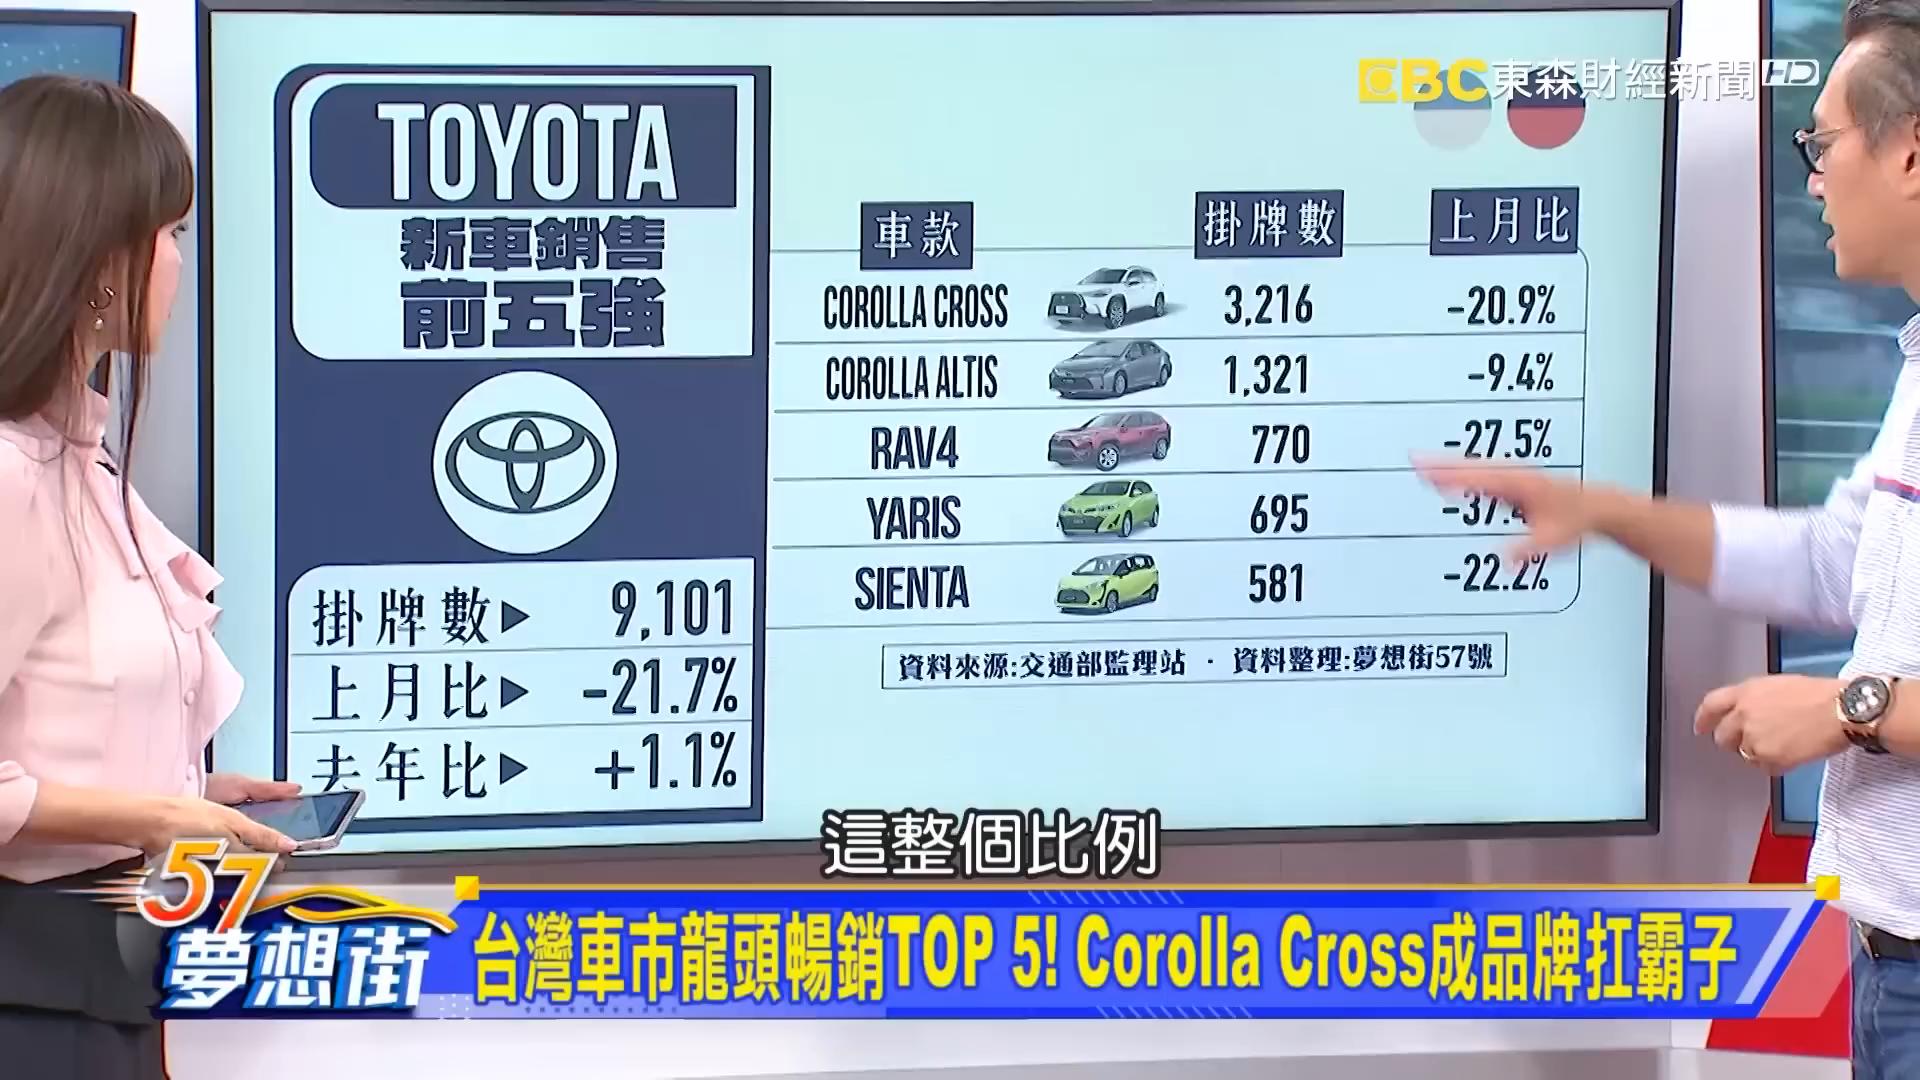 EBC東森財經新聞HD
TOYOTA
新車銷售
前五強
掛牌數▶ 9,101
上月比▶ -21.7%
去年比▶ +1.1%
車款 掛牌數 上月比
COROLLA CROSS 3,216 -20.9%
COROLLA ALTIS 1,321 -9.4%
RAV4 770 -27.5%
YARIS 695
SIENTA 581 -22.2%
資料來源:交通部監理站 · 資料整理:夢想街57號
這整個比例
57夢想街
台灣車市龍頭暢銷TOP 5! Corolla Cross成品牌扛霸子